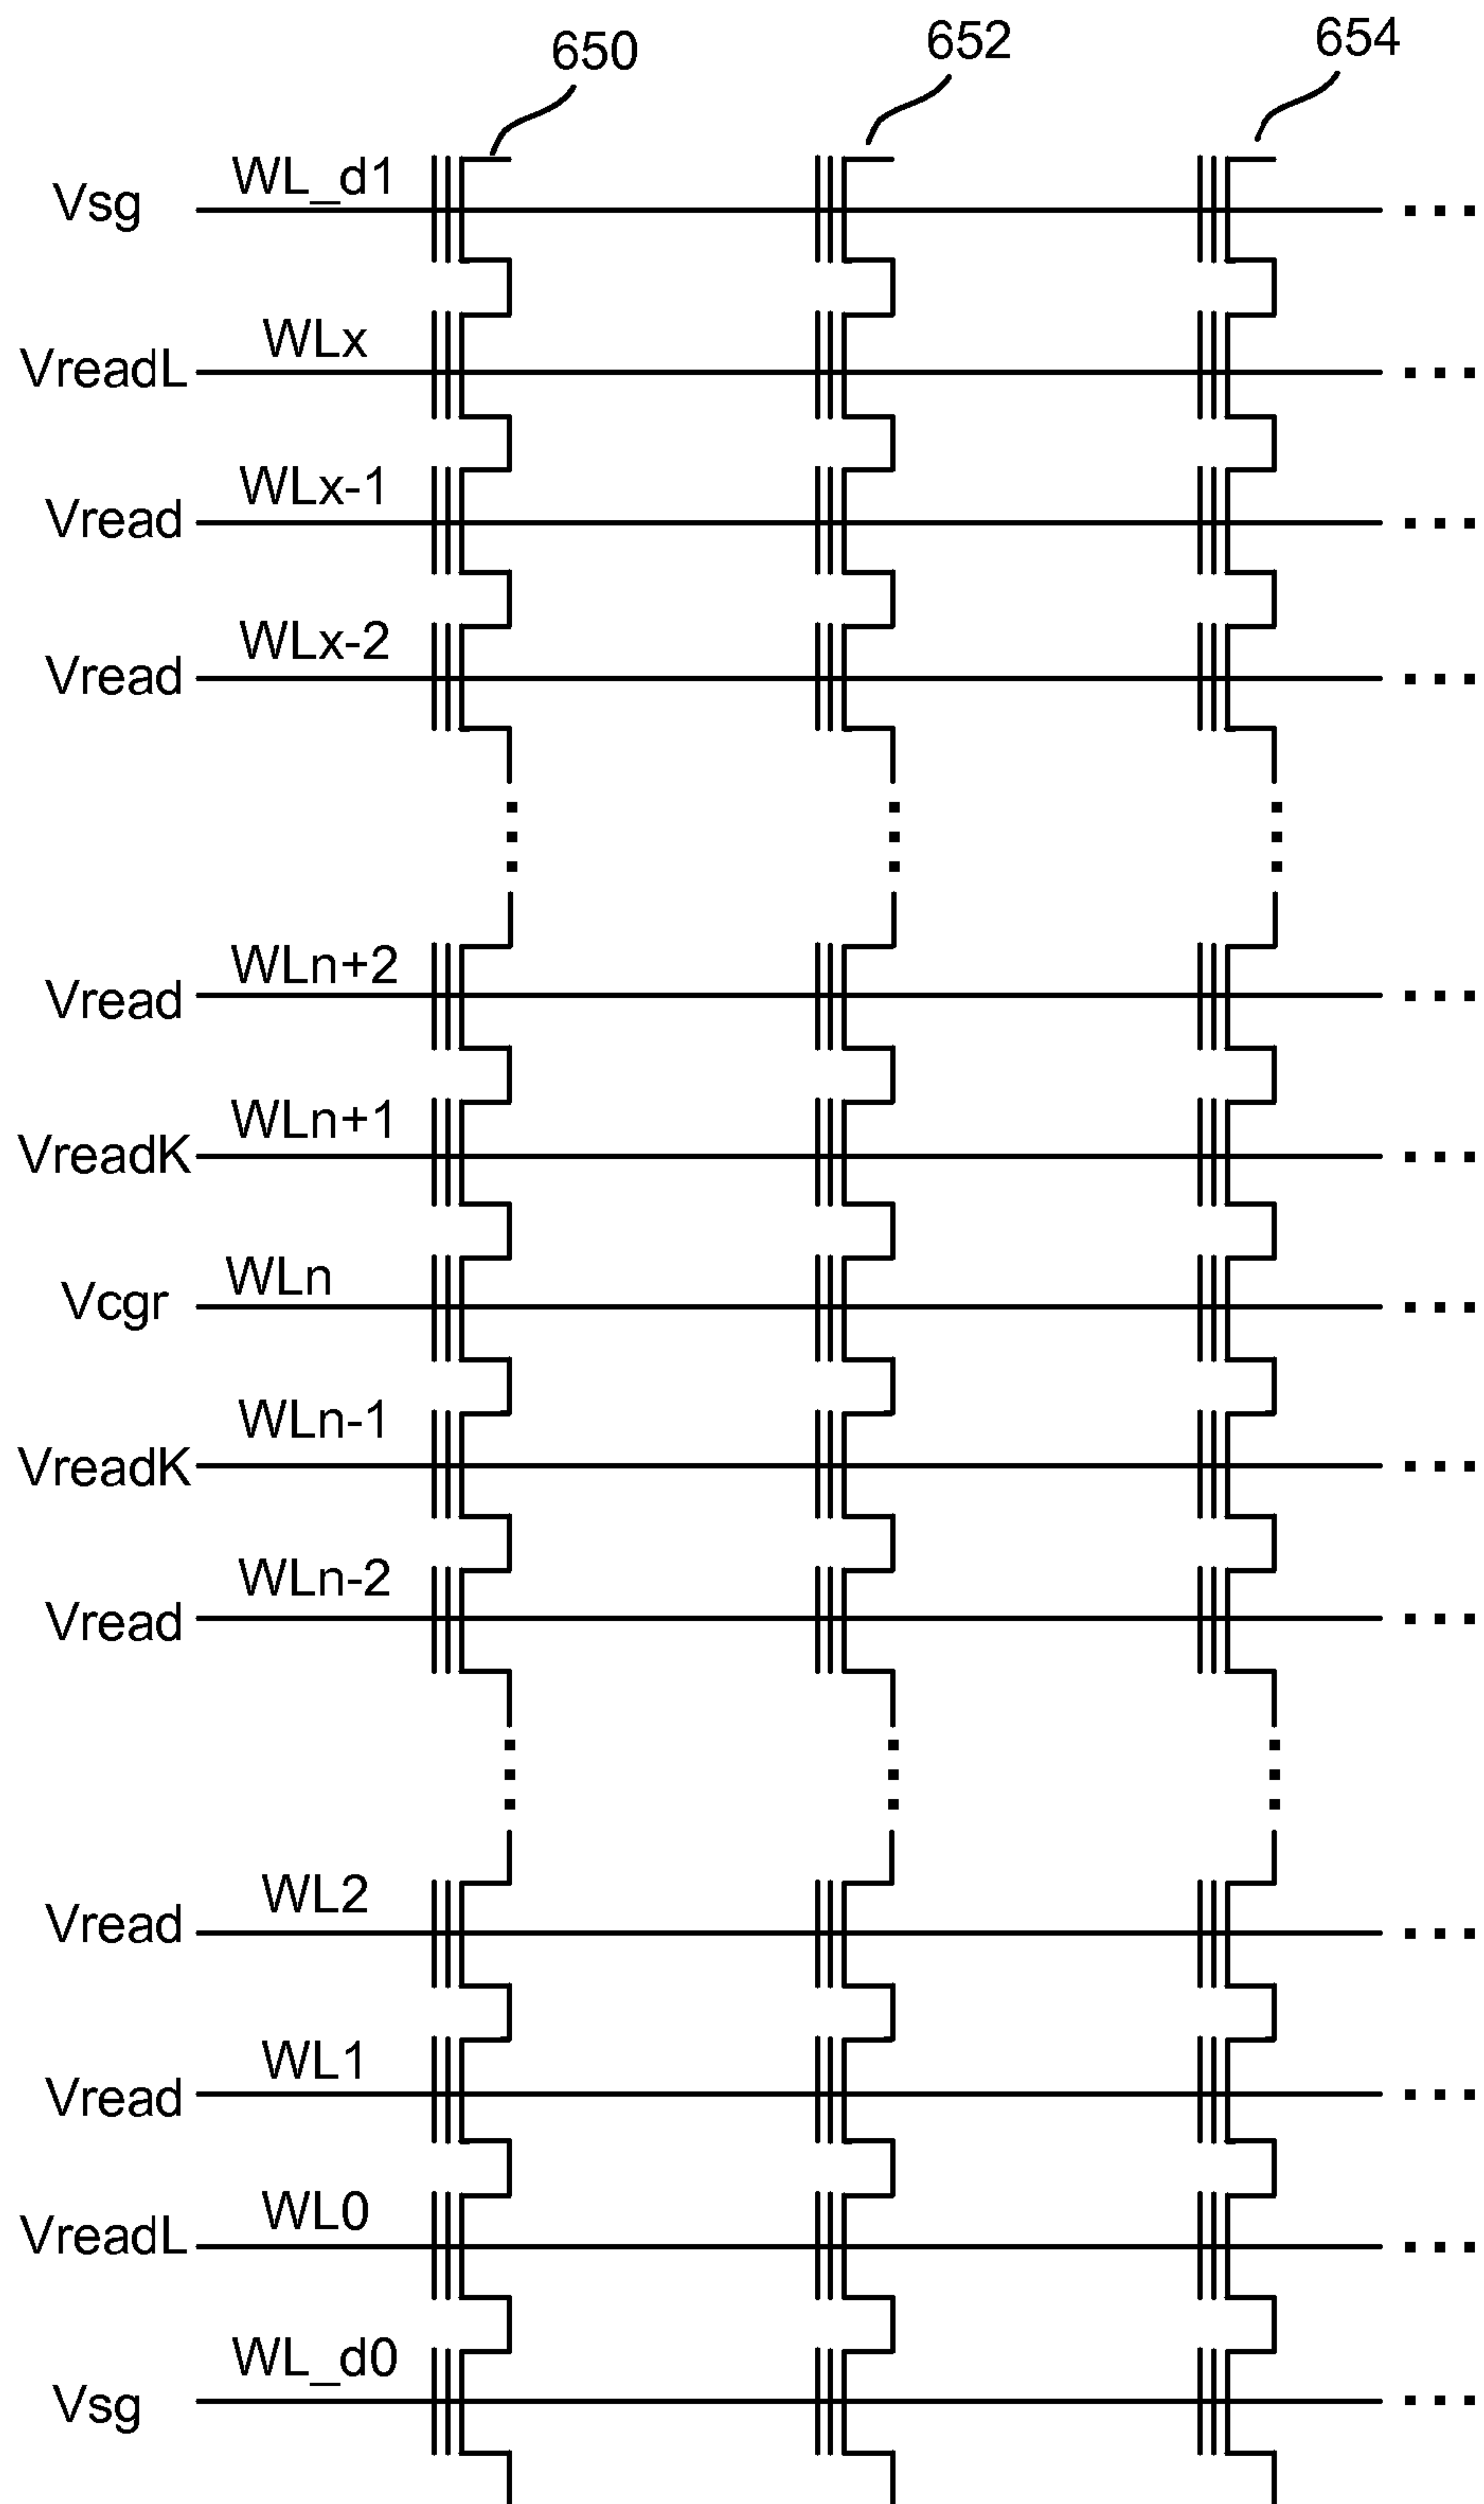 650 652 654
Vsg WL_d1
VreadL WLx
Vread WLx-1
Vread WLx-2
Vread WLn+2
VreadK WLn+1
Vcgr WLn
VreadK WLn-1
Vread WLn-2
Vread WL2
Vread WL1
VreadL WL0
Vsg WL_d0